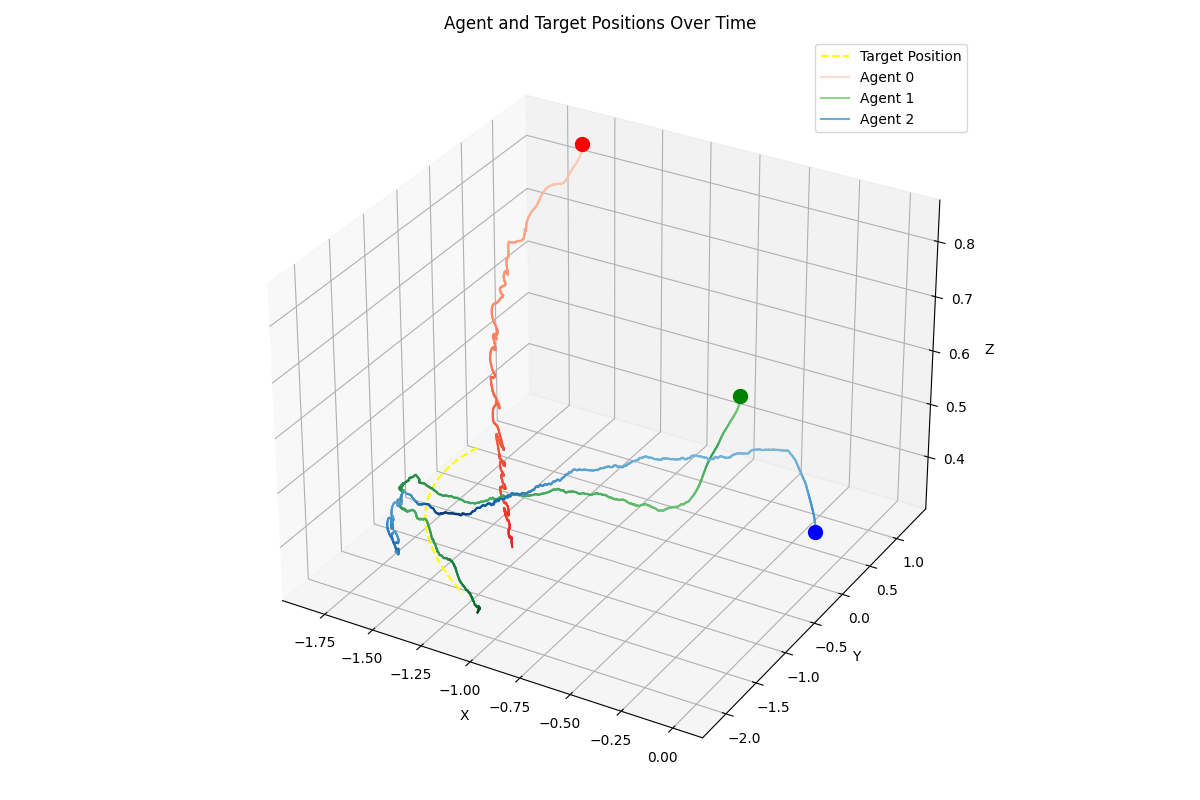 Agent and Target Positions Over Time
Target Position
Agent 0
Agent 1
Agent 2
0.8
0.7
Z
0.6
0.5
0.4
1.0
0.5
0.0
−0.5
Y
−1.0
−1.5
−2.0
−1.75
−1.50
−1.25
−1.00
X
−0.75
−0.50
−0.25
0.00